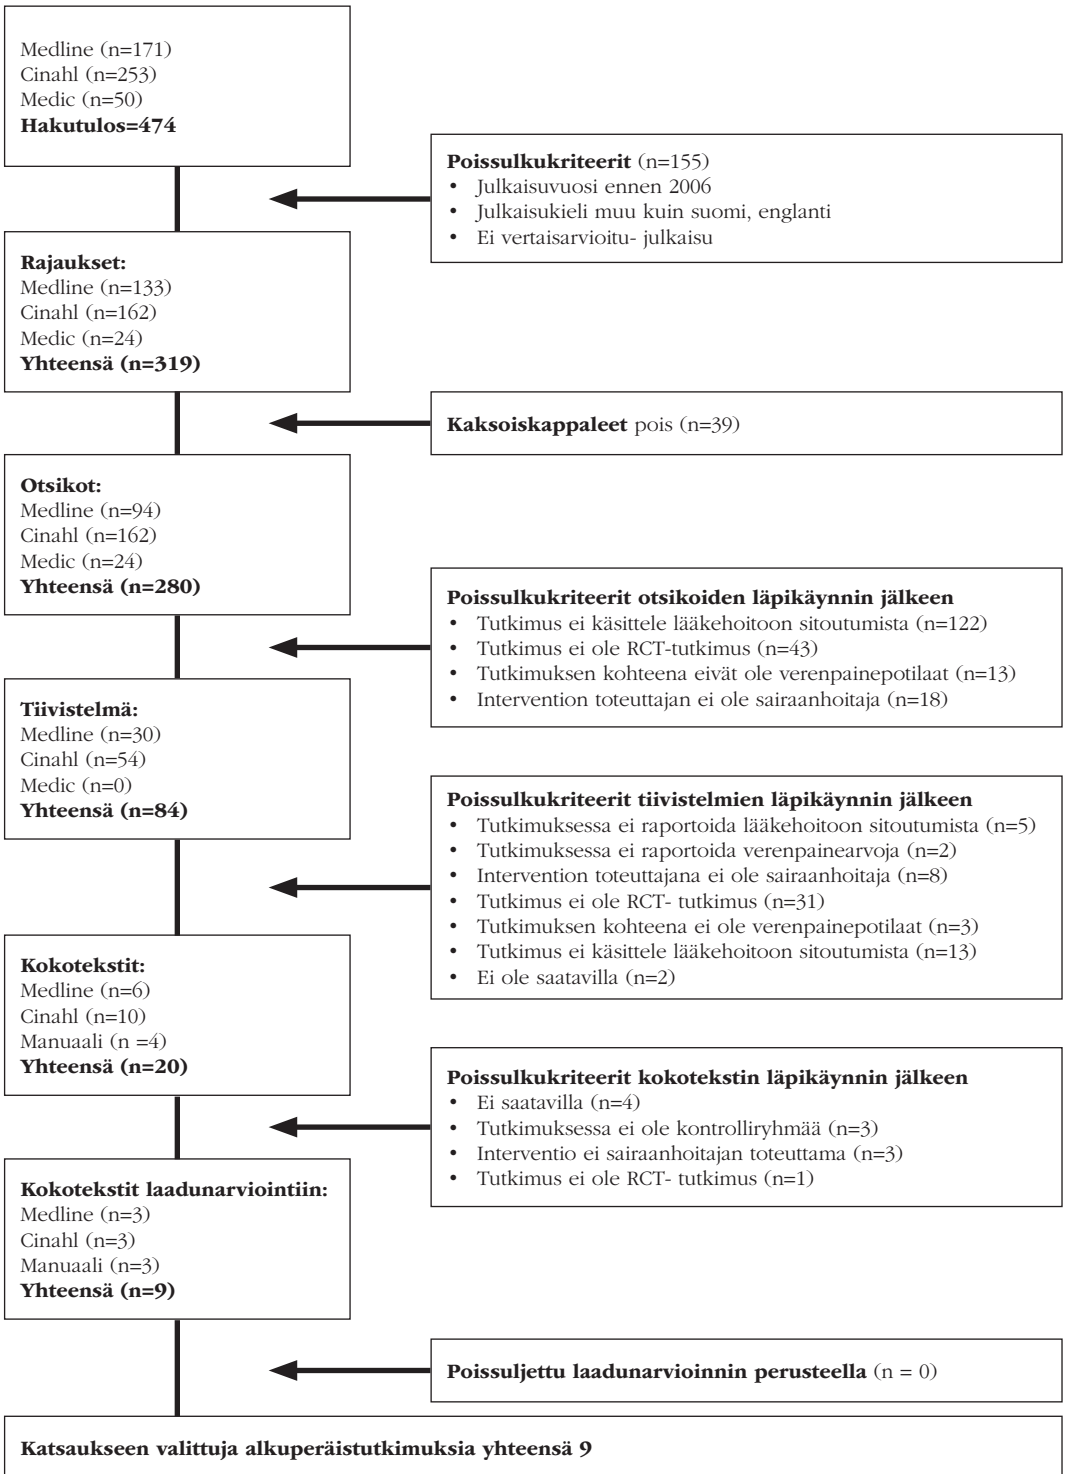 Medline (n=171)
Cinahl (n=253)
Medic (n=50)
Hakutulos=474
Poissulkukriteerit (n=155)
• Julkaisuvuosi ennen 2006
• Julkaisukieli muu kuin suomi, englanti
• Ei vertaisarvioitu- julkaisu
Rajaukset:
Medline (n=133)
Cinahl (n=162)
Medic (n=24)
Yhteensä (n=319)
Kaksoiskappaleet pois (n=39)
Otsikot:
Medline (n=94)
Cinahl (n=162)
Medic (n=24)
Yhteensä (n=280)
Poissulkukriteerit otsikoiden läpikäynnin jälkeen
• Tutkimus ei käsittele lääkehoitoon sitoutumista (n=122)
• Tutkimus ei ole RCT-tutkimus (n=43)
• Tutkimuksen kohteena eivät ole verenpainepotilaat (n=13)
• Intervention toteuttajan ei ole sairaanhoitaja (n=18)
Tiivistelmä:
Medline (n=30)
Cinahl (n=54)
Medic (n=0)
Yhteensä (n=84)
Poissulkukriteerit tiivistelmien läpikäynnin jälkeen
• Tutkimuksessa ei raportoida lääkehoitoon sitoutumista (n=5)
• Tutkimuksessa ei raportoida verenpainearvoja (n=2)
• Intervention toteuttajana ei ole sairaanhoitaja (n=8)
• Tutkimus ei ole RCT- tutkimus (n=31)
• Tutkimuksen kohteena ei ole verenpainepotilaat (n=3)
• Tutkimus ei käsittele lääkehoitoon sitoutumista (n=13)
• Ei ole saatavilla (n=2)
Kokotekstit:
Medline (n=6)
Cinahl (n=10)
Manuaali (n =4)
Yhteensä (n=20)
Poissulkukriteerit kokotekstin läpikäynnin jälkeen
• Ei saatavilla (n=4)
• Tutkimuksessa ei ole kontrolliryhmää (n=3)
• Interventio ei sairaanhoitajan toteuttama (n=3)
• Tutkimus ei ole RCT- tutkimus (n=1)
Kokotekstit laadunarviointiin:
Medline (n=3)
Cinahl (n=3)
Manuaali (n=3)
Yhteensä (n=9)
Poissuljettu laadunarvioinnin perusteella (n = 0)
Katsaukseen valittuja alkuperäistutkimuksia yhteensä 9